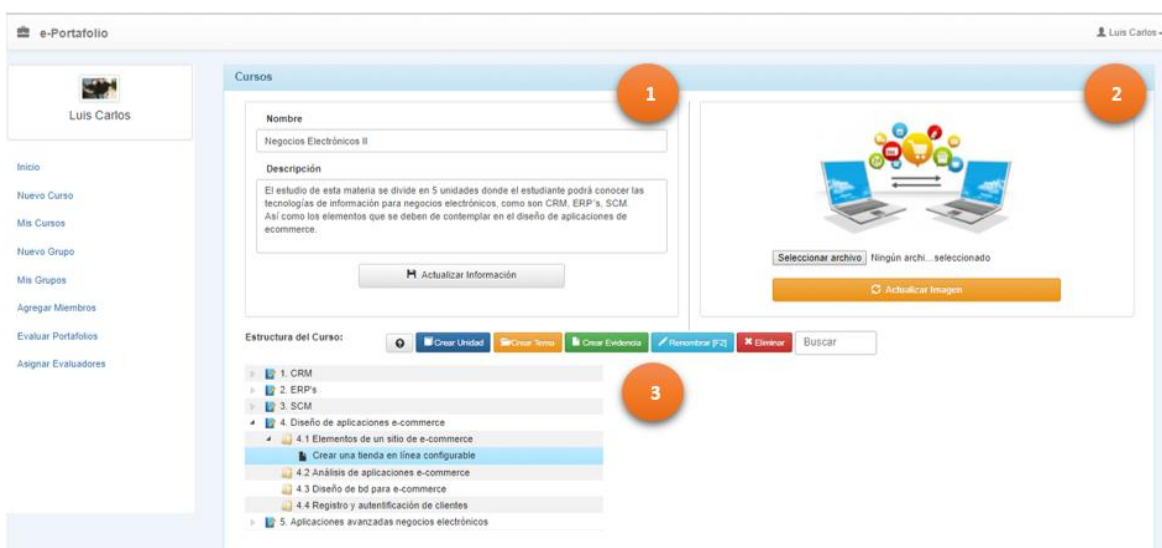 e-Portafolio
Luis Carlos
Luis Carlos
Inicio
Nuevo Curso
Mis Cursos
Nuevo Grupo
Mis Grupos
Agregar Miembros
Evaluar Portafolios
Asignar Evaluadores
Cursos
1
2
Nombre
Negocios Electrónicos II
Descripción
El estudio de esta materia se divide en 5 unidades donde el estudiante podrá conocer las
tecnologías de información para negocios electrónicos, como son CRM, ERP´s, SCM.
Así como los elementos que se deben de contemplar en el diseño de aplicaciones de
ecommerce.
Actualizar Información
Seleccionar archivo Ningún archi...seleccionado
Actualizar Imagen
Estructura del Curso:
Crear Unidad Crear Tema Crear Evidencia Renombrar [F2] Eliminar Buscar
3
1. CRM
2. ERP's
3. SCM
4. Diseño de aplicaciones e-commerce
4.1 Elementos de un sitio de e-commerce
Crear una tienda en línea configurable
4.2 Análisis de aplicaciones e-commerce
4.3 Diseño de bd para e-commerce
4.4 Registro y autentificación de clientes
5. Aplicaciones avanzadas negocios electrónicos